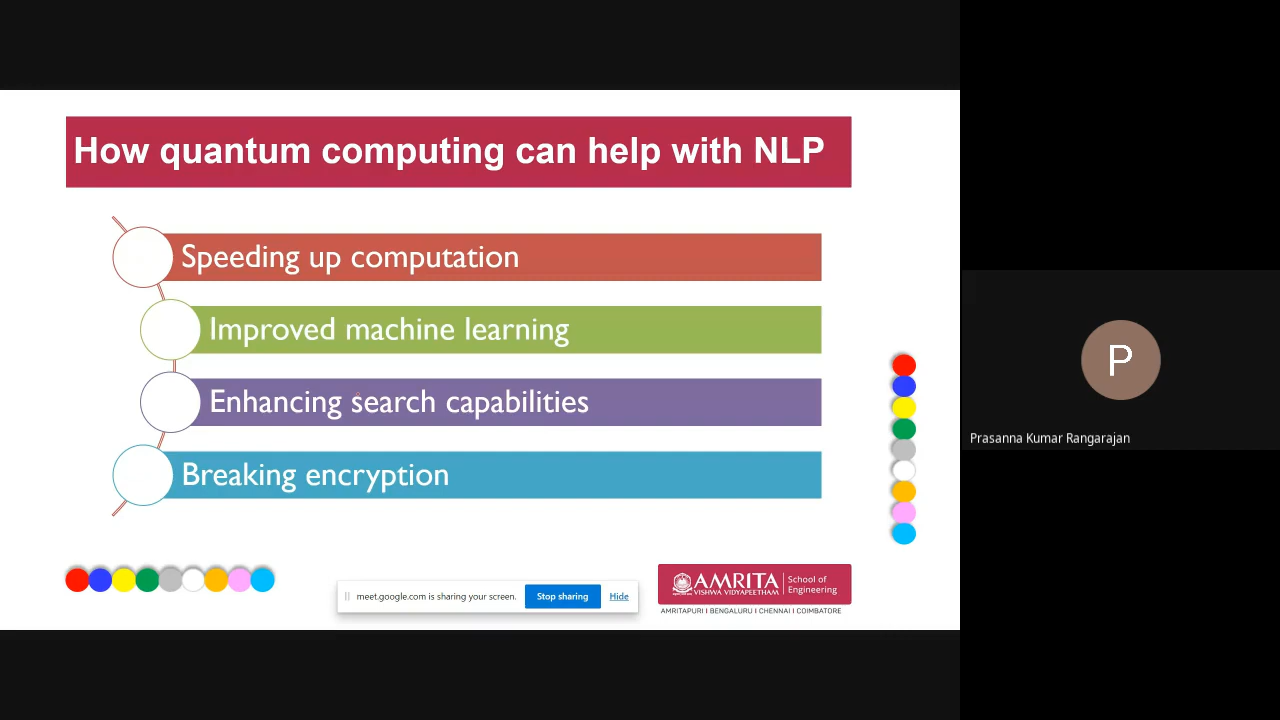 How quantum computing can help with NLP
Speeding up computation
Improved machine learning
Enhancing search capabilities
Breaking encryption
meet.google.com is sharing your screen. Stop sharing Hide
AMRITA
VISHWA VIDYAPEETHAM
School of
Engineering
AMRITAPURI I BENGALURU I CHENNAI I COIMBATORE
P
Prasanna Kumar Rangarajan